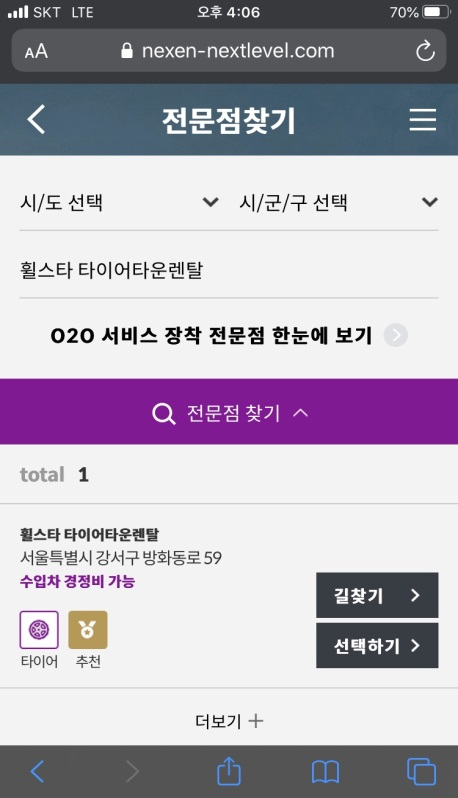 SKT LTE 오후 4:06 70%
AA nexen-nextlevel.com
전문점찾기
시/도 선택 시/군/구 선택
휠스타 타이어타운렌탈
O2O 서비스 장착 전문점 한눈에 보기
전문점 찾기
total 1
휠스타 타이어타운렌탈
서울특별시 강서구 방화동로 59
수입차 경정비 가능
길찾기
선택하기
타이어 추천
더보기 +